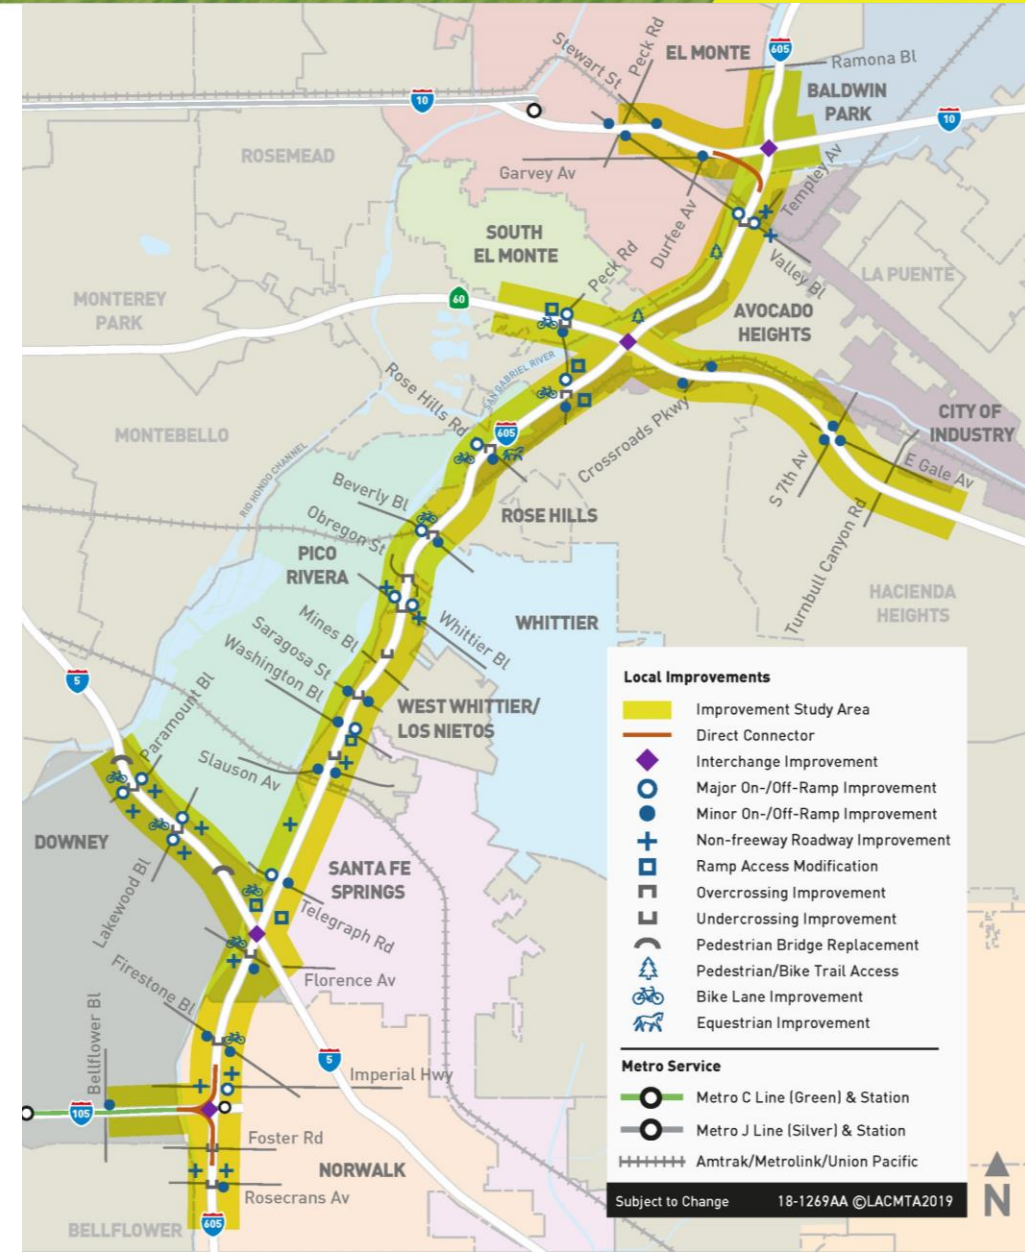 Stewart St
Peck Rd
EL MONTE
605
Ramona Bl
BALDWIN
PARK
10
10
ROSEMEAD
Garvey Av
Templey Av
SOUTH
EL MONTE
Durfee Av
Peck Rd
Valley Bl
LA PUENTE
MONTEREY
PARK
60
AVOCADO
HEIGHTS
SAN GABRIEL RIVER
Rose Hills Rd
605
Crossroads Pkwy
CITY OF
INDUSTRY
MONTEBELLO
RIO HONDO CHANNEL
S 7th Av
E Gale Av
Beverly Bl
ROSE HILLS
Obregon St
Turnbull Canyon Rd
PICO
RIVERA
HACIENDA
HEIGHTS
Mines Bl
Whittier Bl
WHITTIER
Saragosa St
Washington Bl
5
Paramount Bl
WEST WHITTIER/
LOS NIETOS
Slauson Av
DOWNEY
Lakewood Bl
SANTA FE
SPRINGS
Telegraph Rd
Florence Av
Firestone Bl
Bellflower Bl
5
Imperial Hwy
105
Foster Rd
NORWALK
Rosecrans Av
BELLFLOWER
605
Local Improvements
Improvement Study Area
Direct Connector
Interchange Improvement
Major On-/Off-Ramp Improvement
Minor On-/Off-Ramp Improvement
Non-freeway Roadway Improvement
Ramp Access Modification
Overcrossing Improvement
Undercrossing Improvement
Pedestrian Bridge Replacement
Pedestrian/Bike Trail Access
Bike Lane Improvement
Equestrian Improvement
Metro Service
Metro C Line (Green) & Station
Metro J Line (Silver) & Station
Amtrak/Metrolink/Union Pacific
Subject to Change 18-1269AA ©LACMTA2019
N